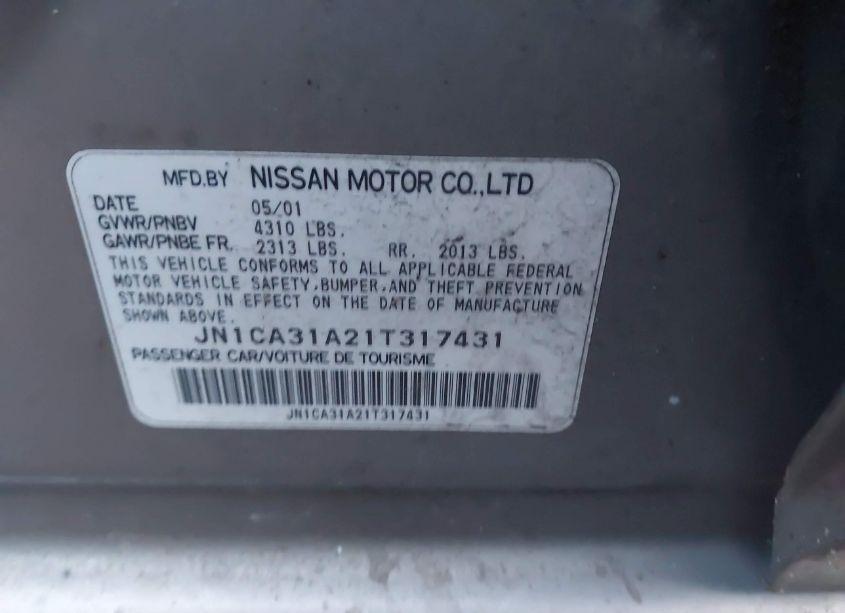 MFD.BY NISSAN MOTOR CO.,LTD
DATE 05/01
GVWR/PNBV 4310 LBS.
GAWR/PNBE FR. 2313 LBS. RR. 2013 LBS.
THIS VEHICLE CONFORMS TO ALL APPLICABLE FEDERAL
MOTOR VEHICLE SAFETY,BUMPER,AND THEFT PREVENTION
STANDARDS IN EFFECT ON THE DATE OF MANUFACTURE
SHOWN ABOVE.
JN1CA31A21T317431
PASSENGER CAR/VOITURE DE TOURISME
JN1CA31A21T317431